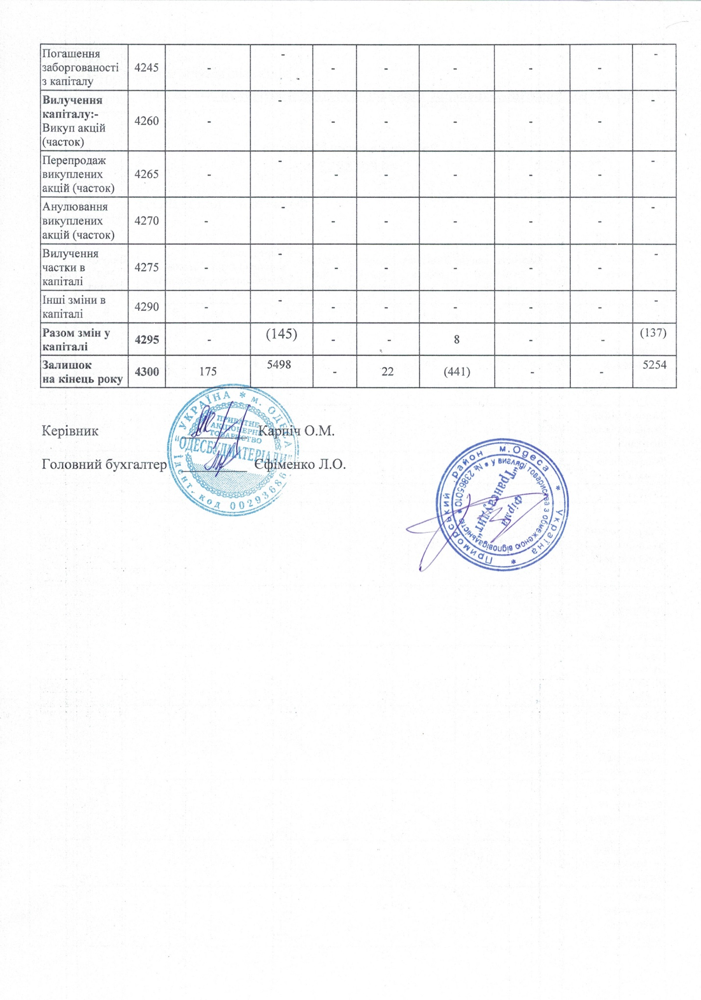 Погашення
заборгованості
з капіталу
4245 - - - - - - - -
Вилучення
капіталу:-
Викуп акцій
(часток)
4260 - - - - - - - -
Перепродаж
викуплених
акцій (часток)
4265 - - - - - - - -
Анулювання
викуплених
акцій (часток)
4270 - - - - - - - -
Вилучення
частки в
капіталі
4275 - - - - - - - -
Інші зміни в
капіталі
4290 - - - - - - - -
Разом змін у
капіталі
4295 - (145) - - 8 - - (137)
Залишок
на кінець року
4300 175 5498 - 22 (441) - - 5254
Керівник Карпіч О.М.
Головний бухгалтер Єфіменко Л.О.
УКРАЇНА * м. ОДЕСА
ідент. код 00293686
ПРИВАТНЕ
АКЦІОНЕРНЕ
ТОВАРИСТВО
"ОДЕСБУДМАТЕРІАЛИ"
Приморський район м.Одеса * Україна *
у вигляді товариства з обмеженою відповідальністю * № 23865010 *
Фірма
"Трансаудит"